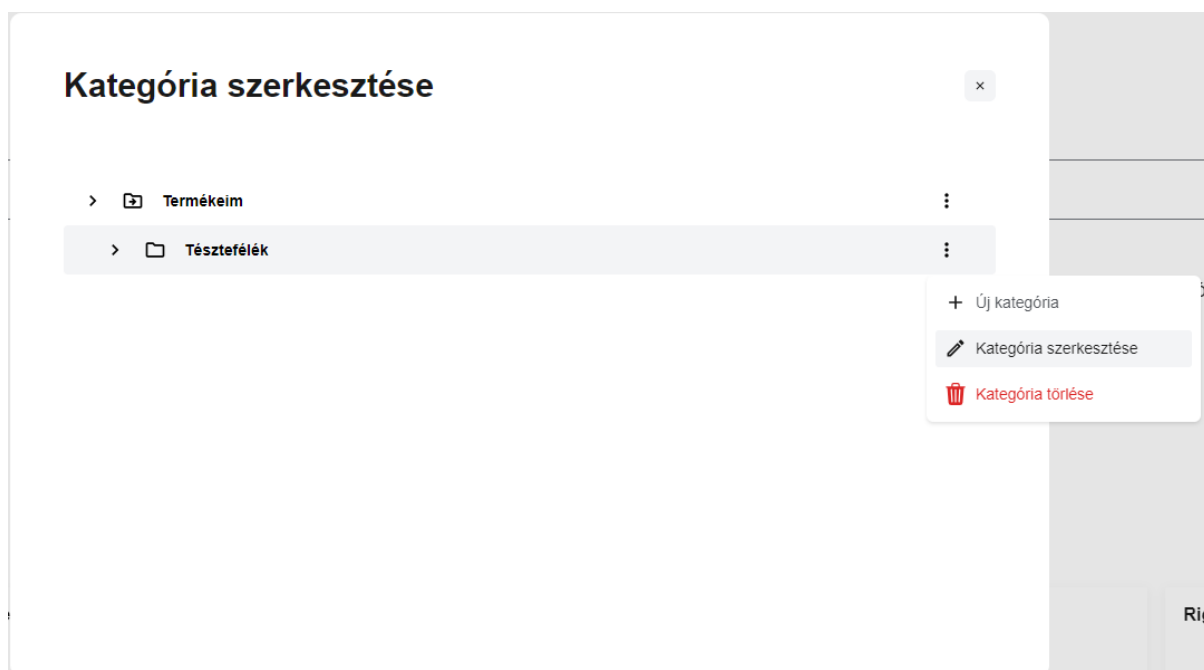 Kategória szerkesztése
Termékeim
Tésztefélék
Új kategória
Kategória szerkesztése
Kategória törlése